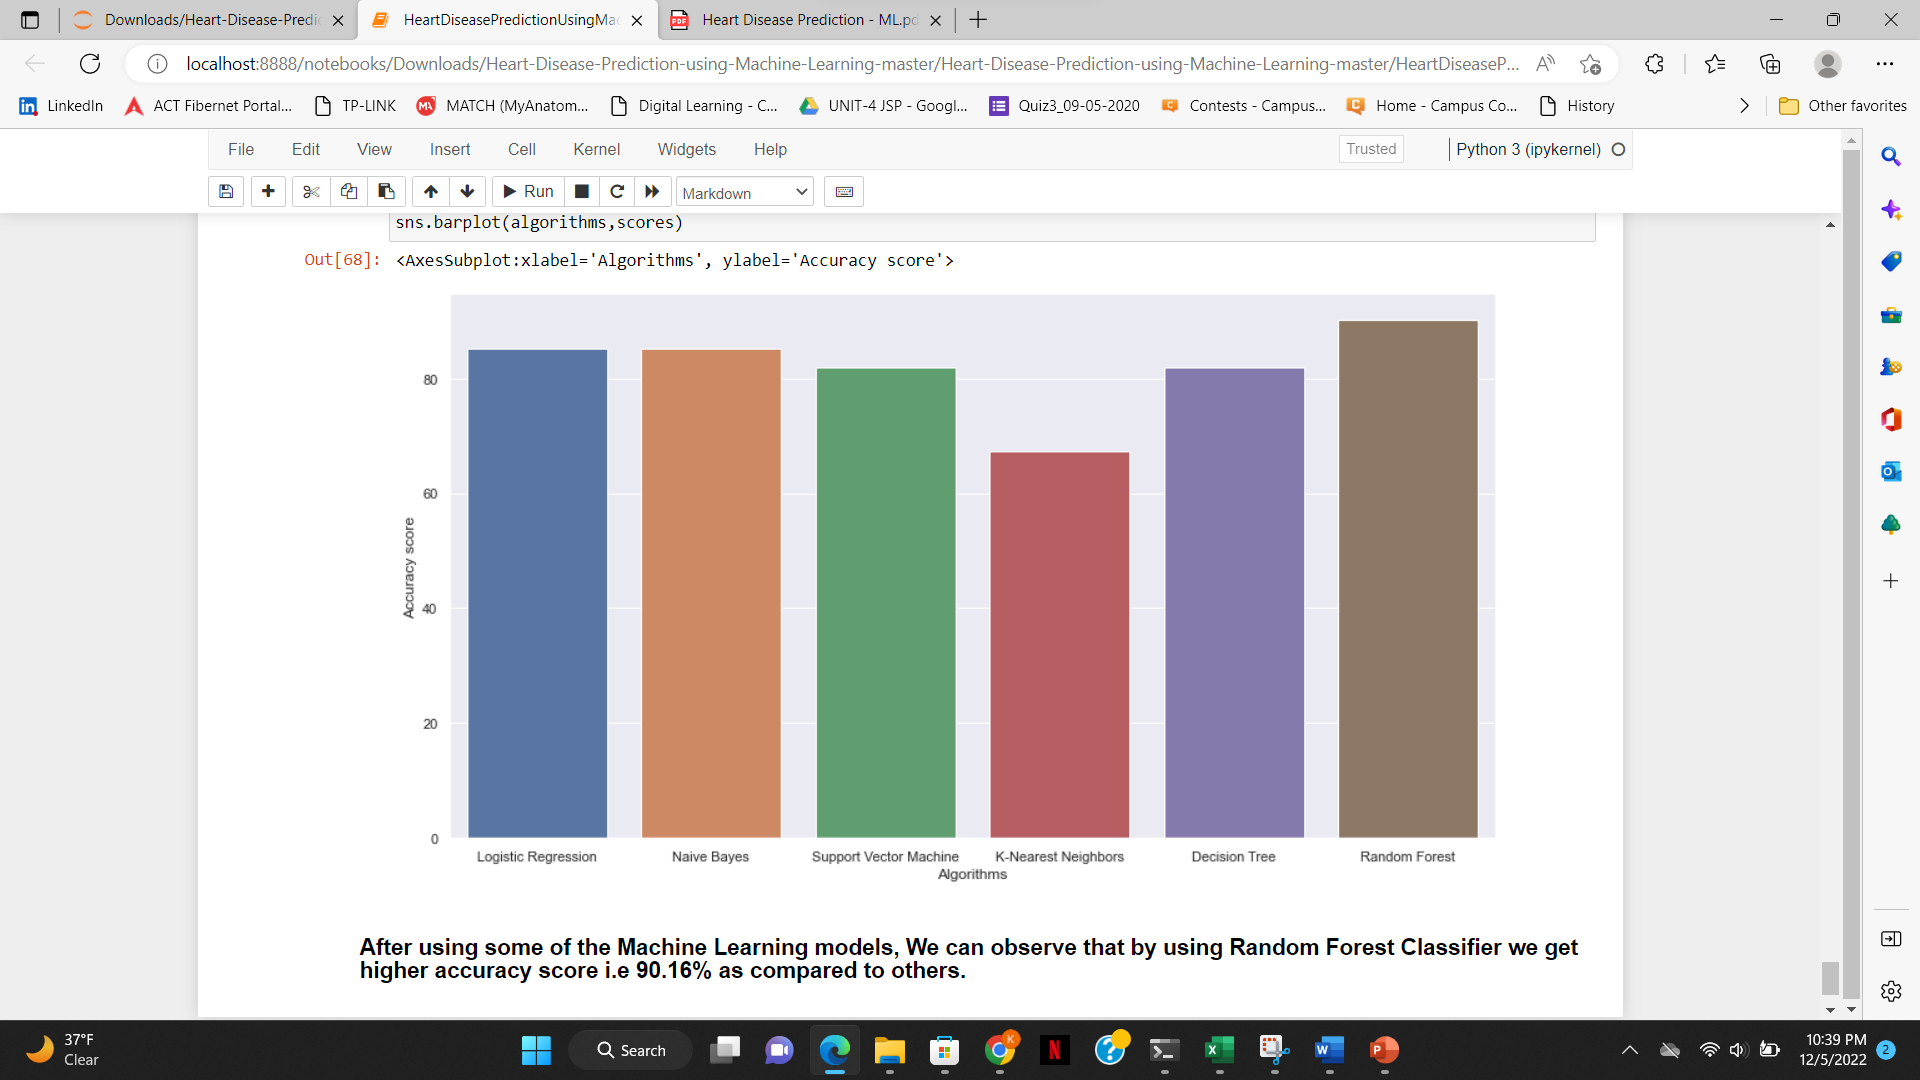 Downloads/Heart-Disease-Predic
HeartDiseasePredictionUsingMac
Heart Disease Prediction - ML.pd
localhost:8888/notebooks/Downloads/Heart-Disease-Prediction-using-Machine-Learning-master/Heart-Disease-Prediction-using-Machine-Learning-master/HeartDiseaseP...
LinkedIn
ACT Fibernet Portal...
TP-LINK
MATCH (MyAnatom...
Digital Learning - C...
UNIT-4 JSP - Googl...
Quiz3_09-05-2020
Contests - Campus...
Home - Campus Co...
History
Other favorites
File Edit View Insert Cell Kernel Widgets Help
Trusted
Python 3 (ipykernel)
Run
Markdown
sns.barplot(algorithms,scores)
Out[68]: <AxesSubplot:xlabel='Algorithms', ylabel='Accuracy score'>
80
60
40
20
0
Accuracy score
Logistic Regression
Naive Bayes
Support Vector Machine
K-Nearest Neighbors
Decision Tree
Random Forest
Algorithms
After using some of the Machine Learning models, We can observe that by using Random Forest Classifier we get
higher accuracy score i.e 90.16% as compared to others.
37°F
Clear
Search
10:39 PM
12/5/2022
2